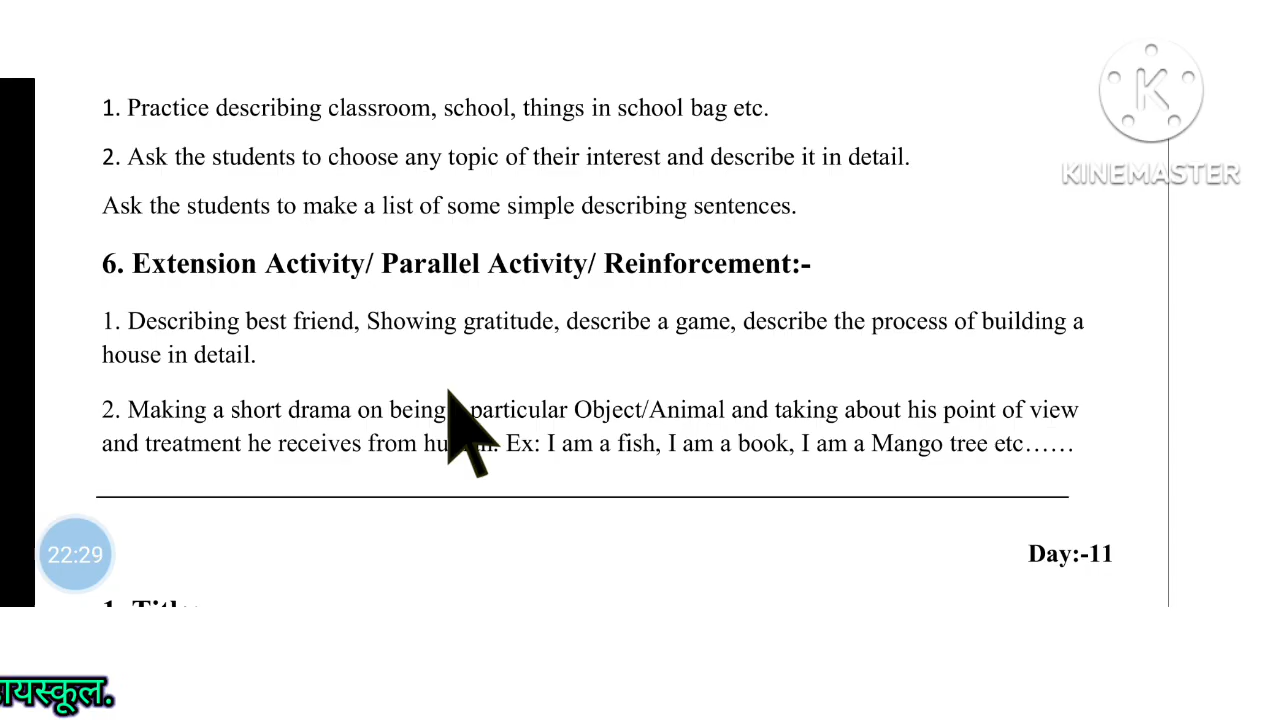 1. Practice describing classroom, school, things in school bag etc.
2. Ask the students to choose any topic of their interest and describe it in detail.
Ask the students to make a list of some simple describing sentences.
6. Extension Activity/ Parallel Activity/ Reinforcement:-
1. Describing best friend, Showing gratitude, describe a game, describe the process of building a
house in detail.
2. Making a short drama on being particular Object/Animal and taking about his point of view
and treatment he receives from Ex: I am a fish, I am a book, I am a Mango tree etc……
Day:-11
22:29
K
KINEMASTER